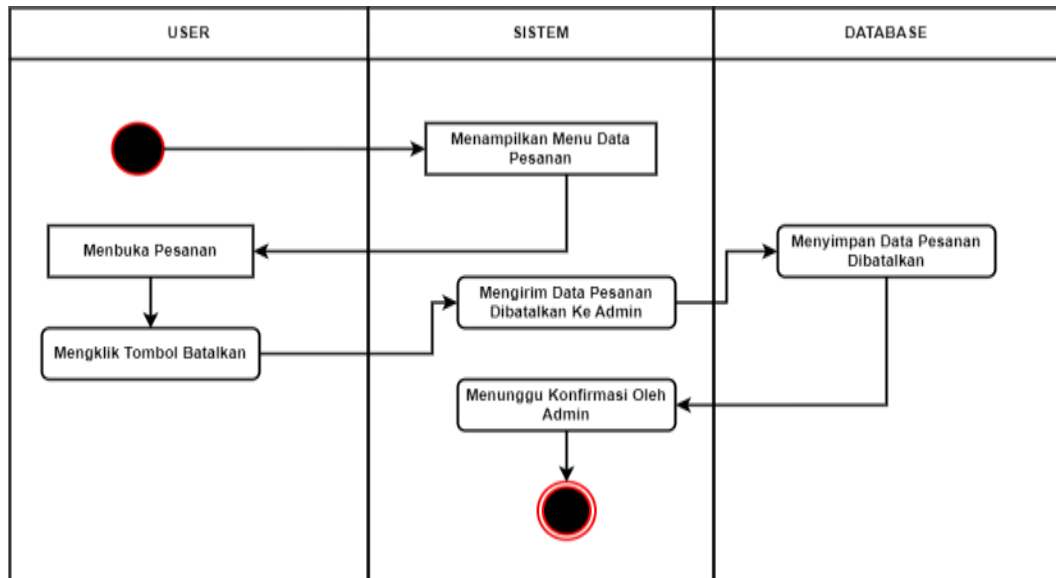 USER
SISTEM
DATABASE
Menampilkan Menu Data
Pesanan
Menbuka Pesanan
Menyimpan Data Pesanan
Dibatalkan
Mengirim Data Pesanan
Dibatalkan Ke Admin
Mengklik Tombol Batalkan
Menunggu Konfirmasi Oleh
Admin